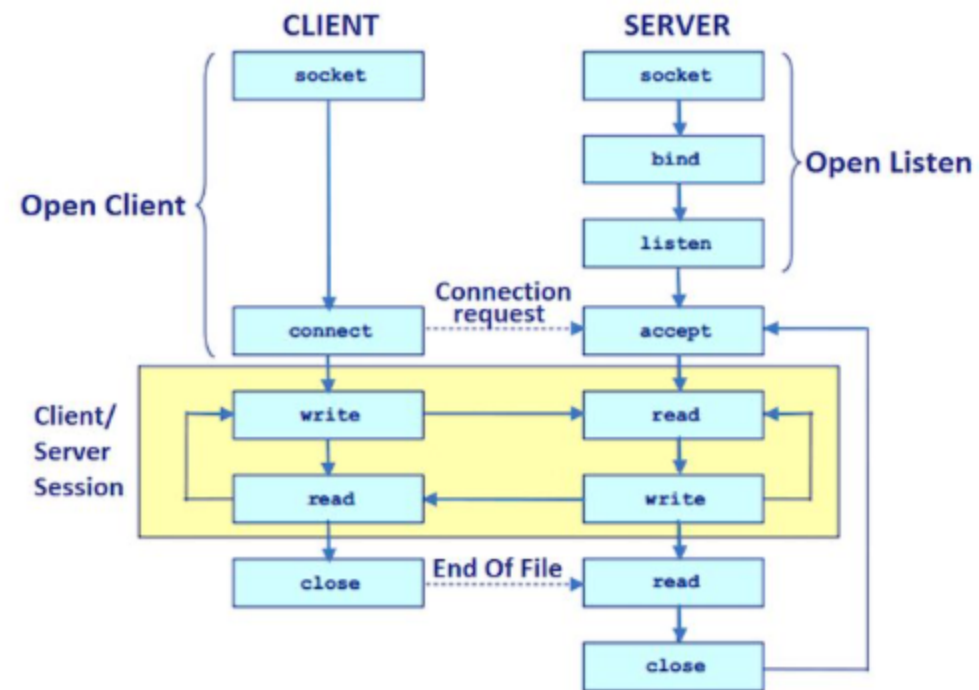 CLIENT
SERVER
socket
socket
bind
Open Listen
Open Client
listen
Connection
request
connect
accept
Client/
Server
Session
write
read
read
write
End Of File
close
read
close